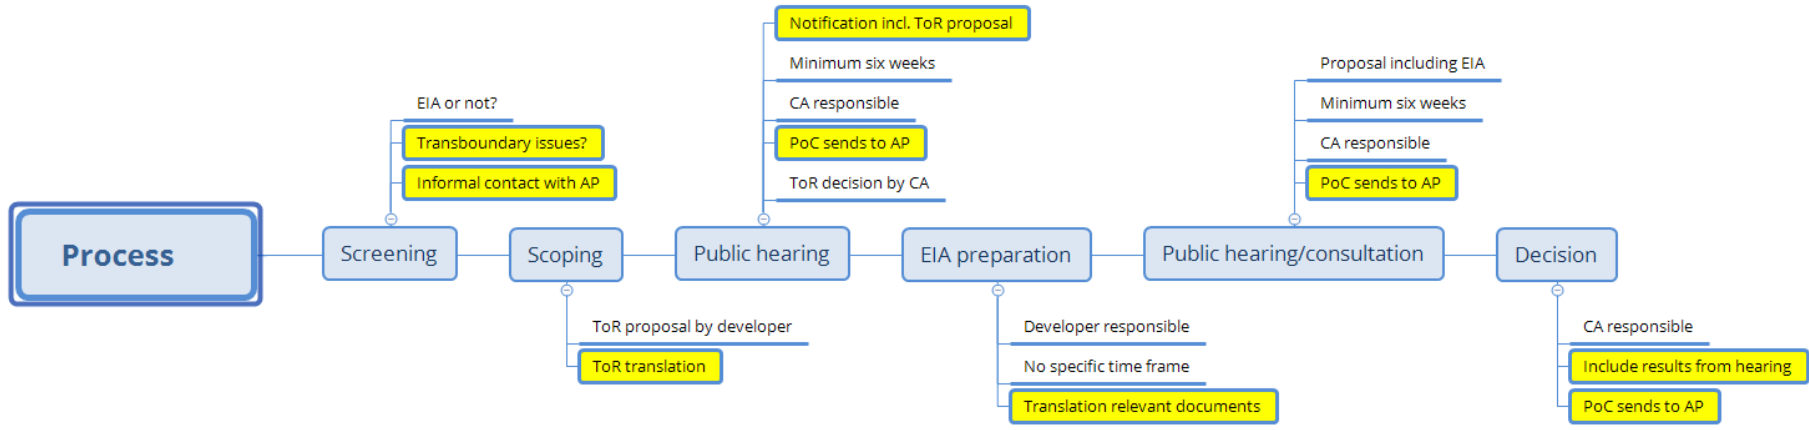 Process
Screening
EIA or not?
Transboundary issues?
Informal contact with AP
Scoping
ToR proposal by developer
ToR translation
Public hearing
Notification incl. ToR proposal
Minimum six weeks
CA responsible
PoC sends to AP
ToR decision by CA
EIA preparation
Developer responsible
No specific time frame
Translation relevant documents
Public hearing/consultation
Proposal including EIA
Minimum six weeks
CA responsible
PoC sends to AP
Decision
CA responsible
Include results from hearing
PoC sends to AP